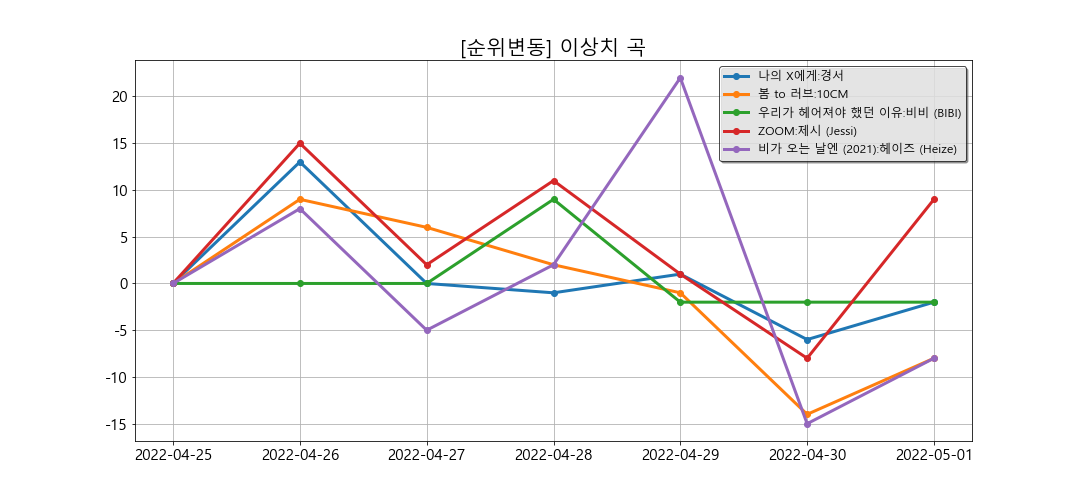 [순위변동] 이상치 곡
나의 X에게:경서
봄 to 러브:10CM
우리가 헤어져야 했던 이유:비비 (BIBI)
ZOOM:제시 (Jessi)
비가 오는 날엔 (2021):헤이즈 (Heize)
20
15
10
5
0
-5
-10
-15
2022-04-25 2022-04-26 2022-04-27 2022-04-28 2022-04-29 2022-04-30 2022-05-01